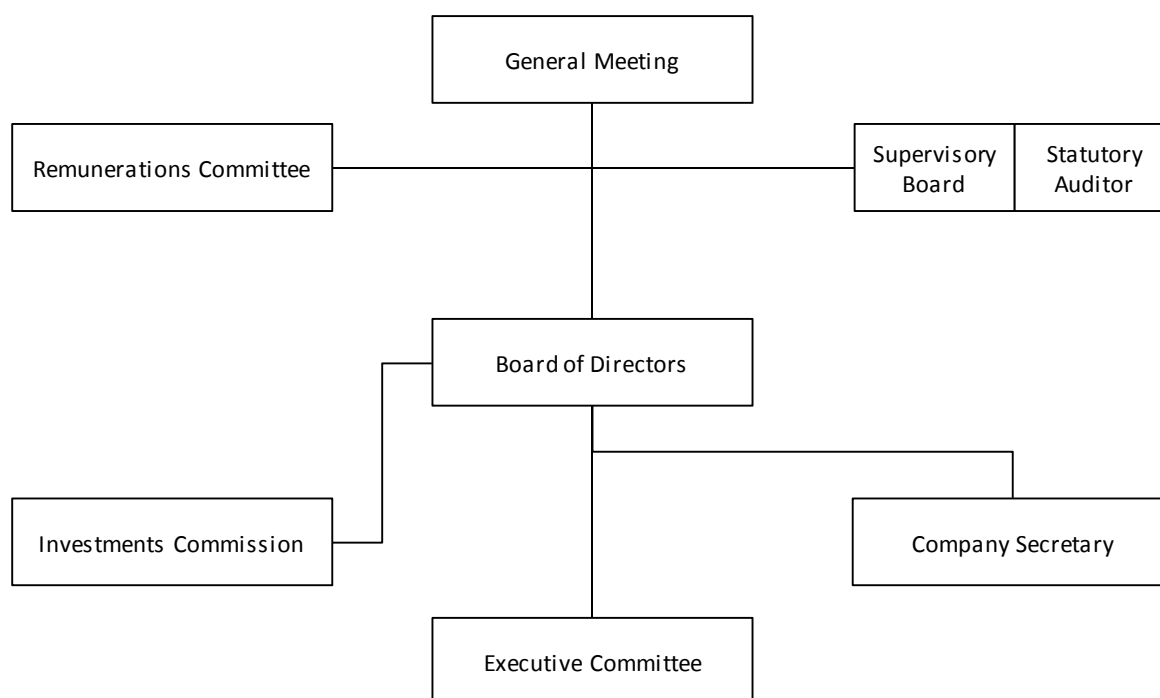 General Meeting
Remunerations Committee
Supervisory
Board
Statutory
Auditor
Board of Directors
Investments Commission
Company Secretary
Executive Committee